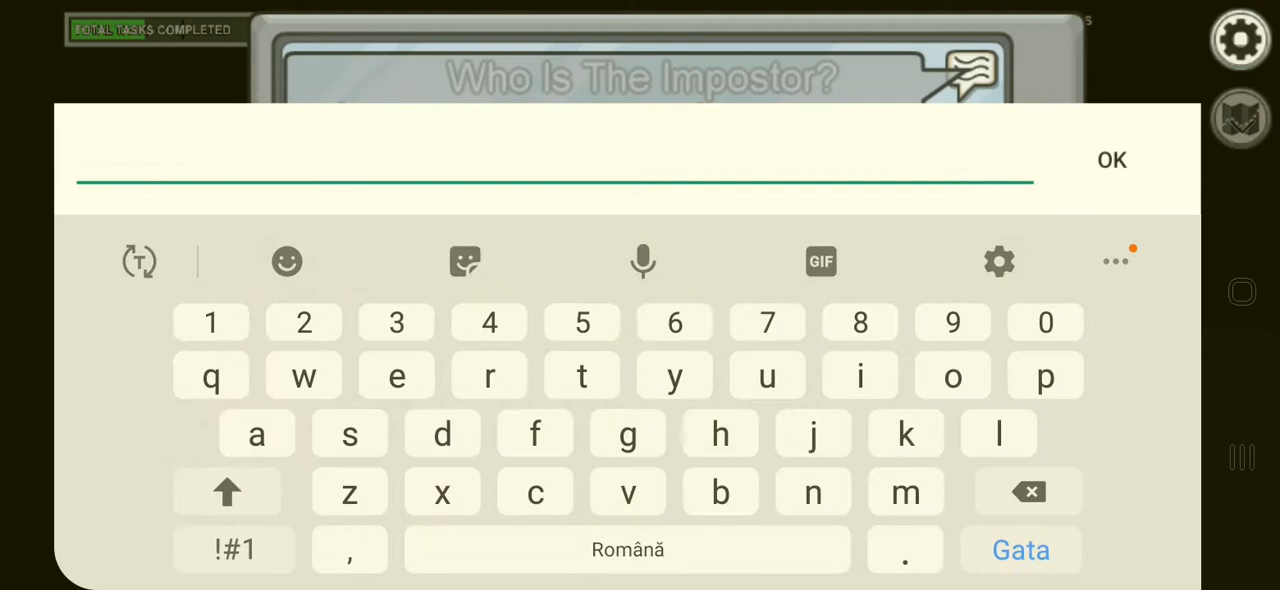 TOTAL TASKS COMPLETED
s
Who Is The Impostor?
OK
T
GIF
1 2 3 4 5 6 7 8 9 0
q w e r t y u i o p
a s d f g h j k l
z x c v b n m
!#1 , Română . Gata